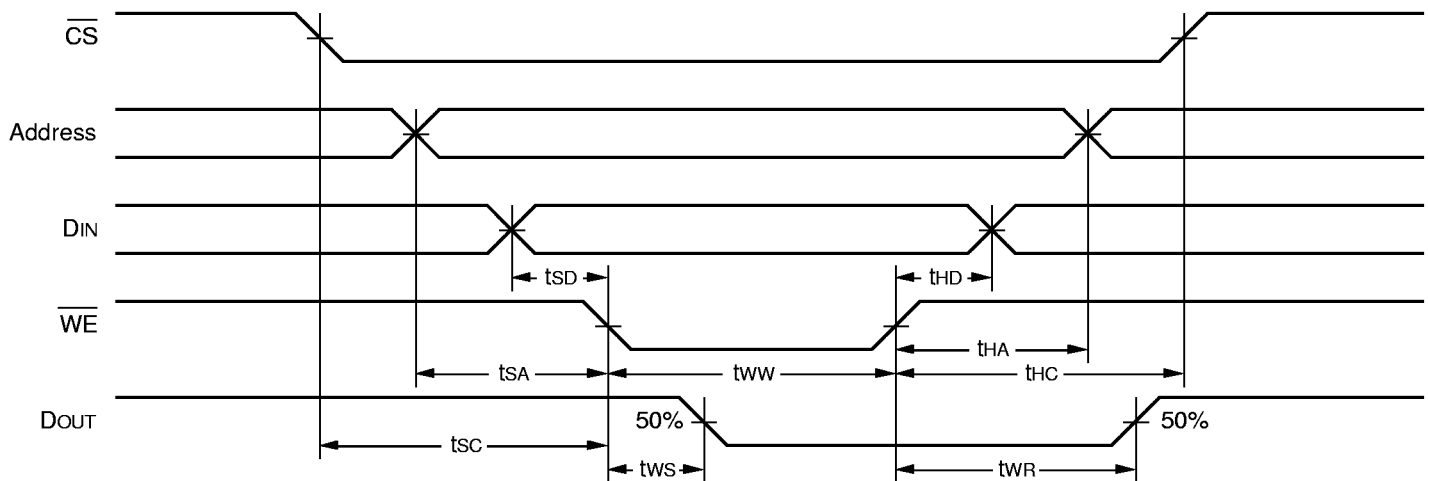 CS
Address
DIN
tSD
tHD
WE
tHA
tSA
tWW
tHC
DOUT
50%
50%
tSC
tWS
tWR